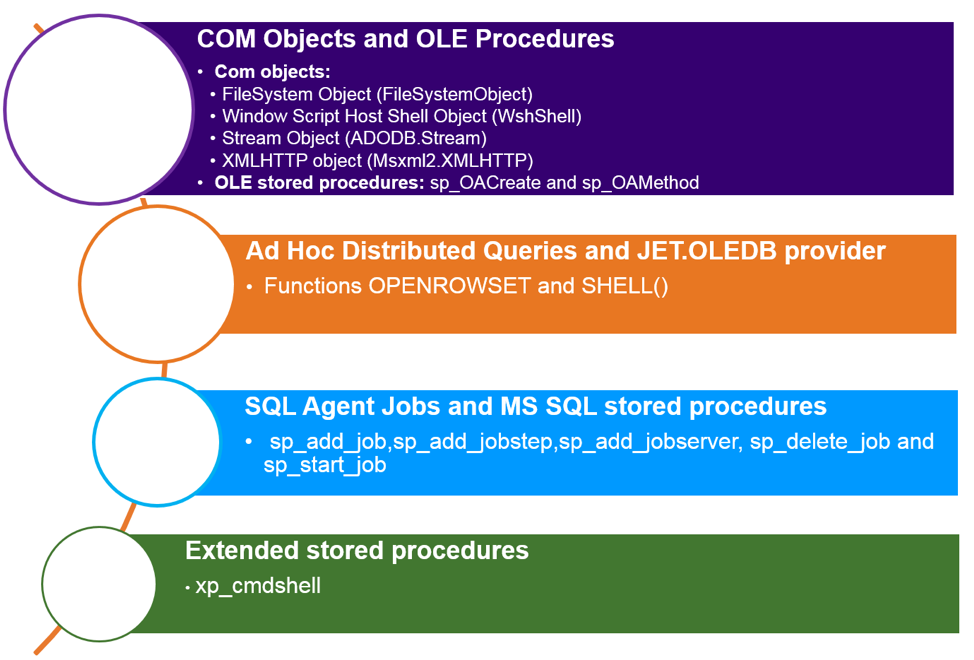 COM Objects and OLE Procedures
• Com objects:
• FileSystem Object (FileSystemObject)
• Window Script Host Shell Object (WshShell)
• Stream Object (ADODB.Stream)
• XMLHTTP object (Msxml2.XMLHTTP)
• OLE stored procedures: sp_OACreate and sp_OAMethod
Ad Hoc Distributed Queries and JET.OLEDB provider
• Functions OPENROWSET and SHELL()
SQL Agent Jobs and MS SQL stored procedures
• sp_add_job,sp_add_jobstep,sp_add_jobserver, sp_delete_job and
sp_start_job
Extended stored procedures
• xp_cmdshell